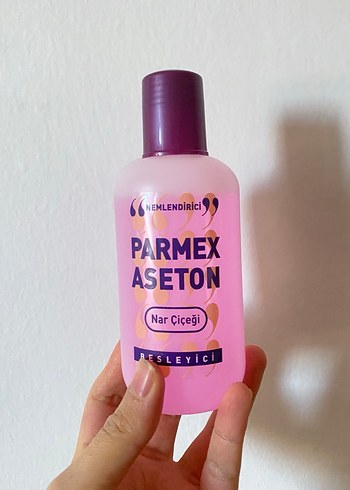 NEMLENDİRİCİ
PARMEX
ASETON
Nar Çiçeği
BESLEYİCİ